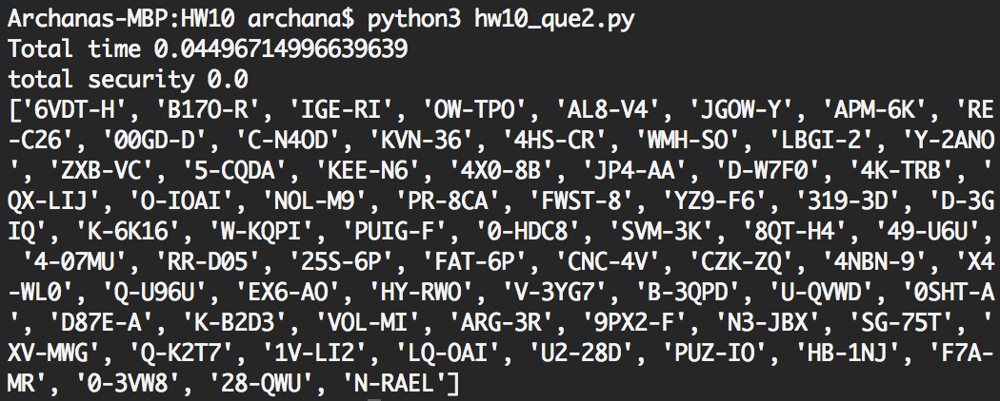 Archanas-MBP:HW10 archana$ python3 hw10_que2.py
Total time 0.04496714996639639
total security 0.0
['6VDT-H', 'B17O-R', 'IGE-RI', 'OW-TPO', 'AL8-V4', 'JGOW-Y', 'APM-6K', 'RE
-C26', '00GD-D', 'C-N4OD', 'KVN-36', '4HS-CR', 'WMH-SO', 'LBGI-2', 'Y-2ANO
', 'ZXB-VC', '5-CQDA', 'KEE-N6', '4X0-8B', 'JP4-AA', 'D-W7F0', '4K-TRB', '
QX-LIJ', 'O-IOAI', 'NOL-M9', 'PR-8CA', 'FWST-8', 'YZ9-F6', '319-3D', 'D-3G
IQ', 'K-6K16', 'W-KQPI', 'PUIG-F', '0-HDC8', 'SVM-3K', '8QT-H4', '49-U6U',
 '4-07MU', 'RR-D05', '25S-6P', 'FAT-6P', 'CNC-4V', 'CZK-ZQ', '4NBN-9', 'X4
-WL0', 'Q-U96U', 'EX6-AO', 'HY-RWO', 'V-3YG7', 'B-3QPD', 'U-QVWD', '0SHT-A
', 'D87E-A', 'K-B2D3', 'VOL-MI', 'ARG-3R', '9PX2-F', 'N3-JBX', 'SG-75T', '
XV-MWG', 'Q-K2T7', '1V-LI2', 'LQ-OAI', 'U2-28D', 'PUZ-IO', 'HB-1NJ', 'F7A-
MR', '0-3VW8', '28-QWU', 'N-RAEL']